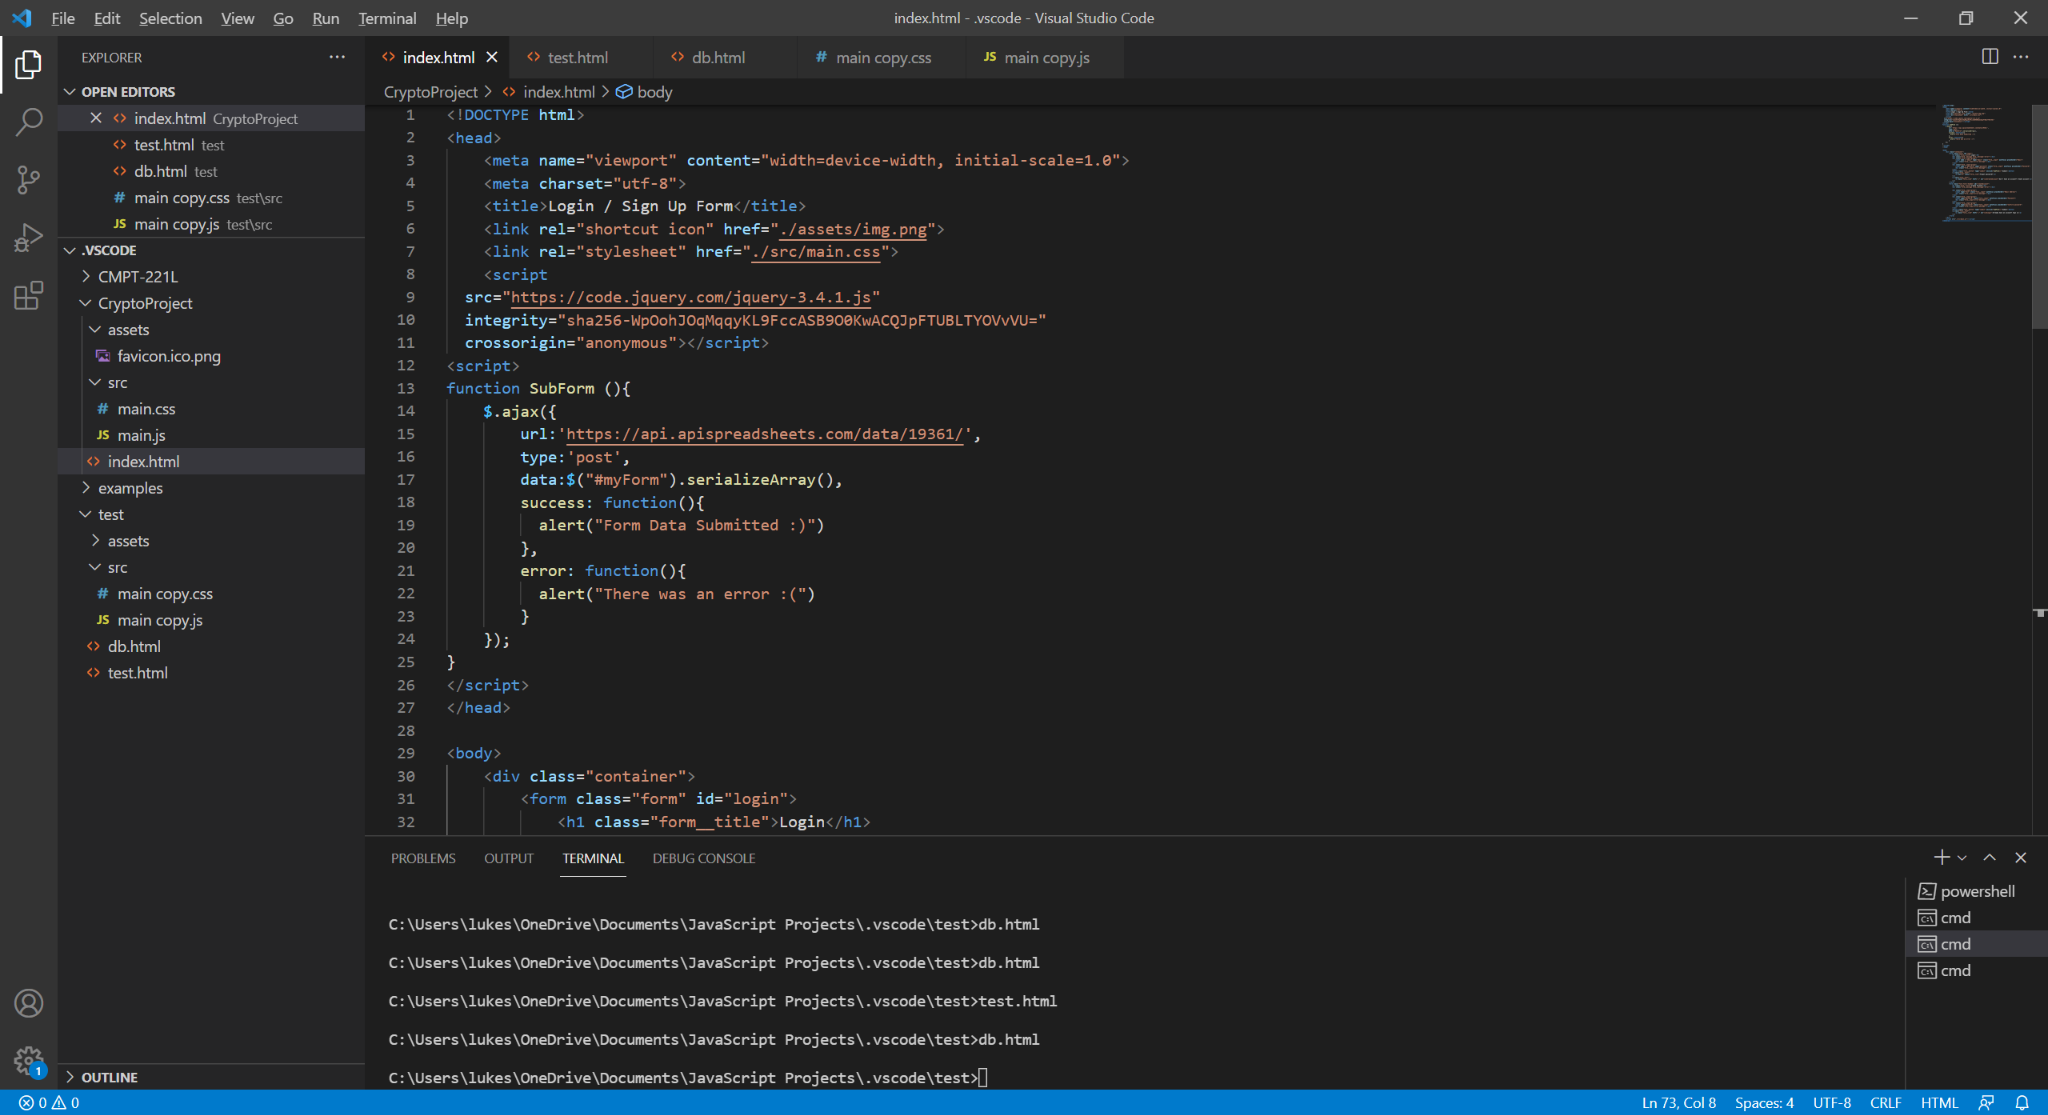 File Edit Selection View Go Run Terminal Help
index.html - .vscode - Visual Studio Code
EXPLORER
OPEN EDITORS
index.html CryptoProject
test.html test
db.html test
# main copy.css test\src
JS main copy.js test\src
.VSCODE
CMPT-221L
CryptoProject
assets
favicon.ico.png
src
# main.css
JS main.js
index.html
examples
test
assets
src
# main copy.css
JS main copy.js
db.html
test.html
OUTLINE
index.html test.html db.html # main copy.css JS main copy.js
CryptoProject > index.html > body
1 <!DOCTYPE html>
2 <head>
3 <meta name="viewport" content="width=device-width, initial-scale=1.0">
4 <meta charset="utf-8">
5 <title>Login / Sign Up Form</title>
6 <link rel="shortcut icon" href="./assets/img.png">
7 <link rel="stylesheet" href="./src/main.css">
8 <script
9 src="https://code.jquery.com/jquery-3.4.1.js"
10 integrity="sha256-WpOohJOqMqqyKL9FccASB9O0KwACQJpFTUBLTYOVvVU="
11 crossorigin="anonymous"></script>
12 <script>
13 function SubForm (){
14 $.ajax({
15 url:'https://api.apispreadsheets.com/data/19361/',
16 type:'post',
17 data:$("#myForm").serializeArray(),
18 success: function(){
19 alert("Form Data Submitted :)")
20 },
21 error: function(){
22 alert("There was an error :(")
23 }
24 });
25 }
26 </script>
27 </head>
28
29 <body>
30 <div class="container">
31 <form class="form" id="login">
32 <h1 class="form__title">Login</h1>
PROBLEMS OUTPUT TERMINAL DEBUG CONSOLE
C:\Users\lukes\OneDrive\Documents\JavaScript Projects\.vscode\test>db.html
C:\Users\lukes\OneDrive\Documents\JavaScript Projects\.vscode\test>db.html
C:\Users\lukes\OneDrive\Documents\JavaScript Projects\.vscode\test>test.html
C:\Users\lukes\OneDrive\Documents\JavaScript Projects\.vscode\test>db.html
C:\Users\lukes\OneDrive\Documents\JavaScript Projects\.vscode\test>
powershell
cmd
cmd
cmd
1
0 0
Ln 73, Col 8 Spaces: 4 UTF-8 CRLF HTML